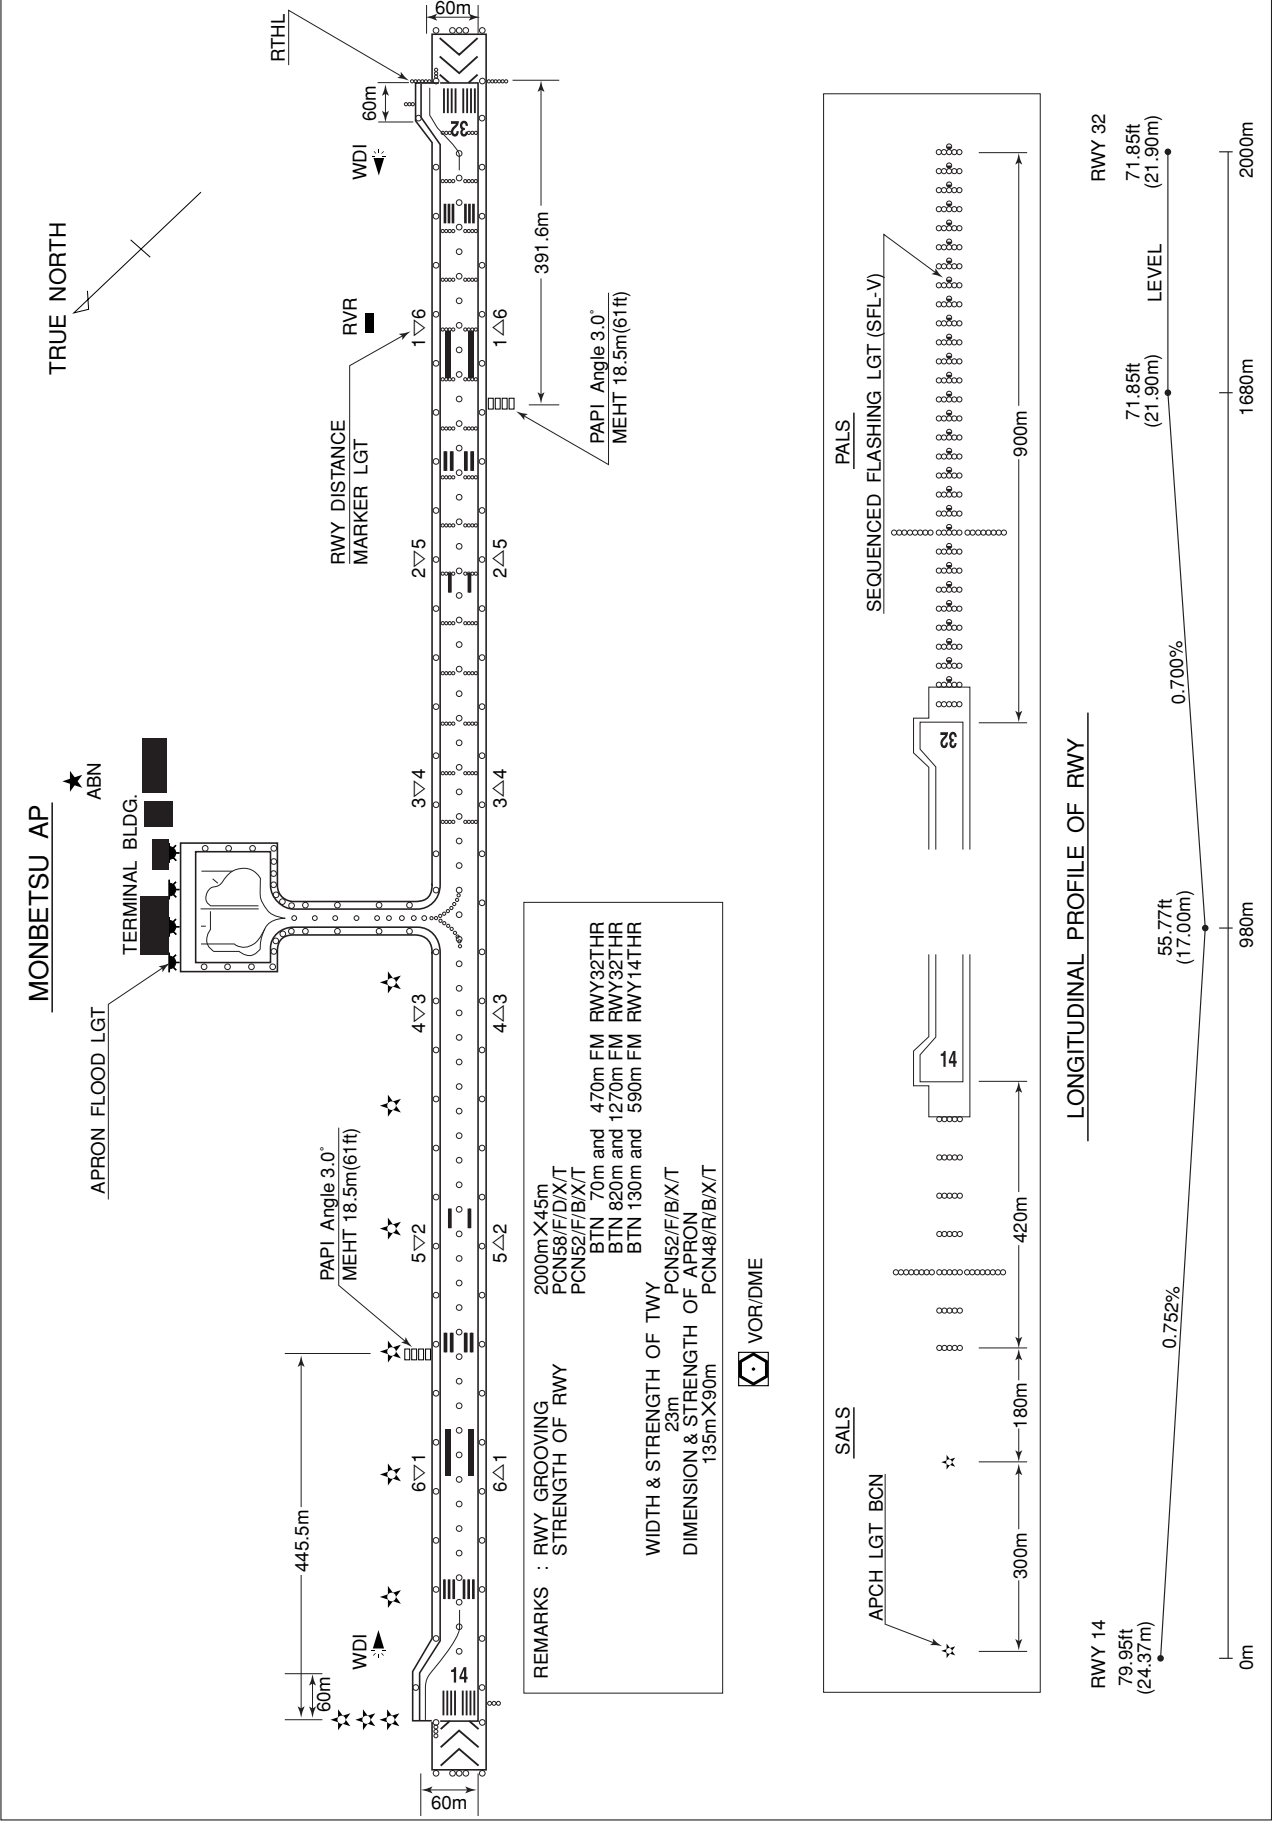 MONBETSU AP
TRUE NORTH
ABN
TERMINAL BLDG.
APRON FLOOD LGT
RTHL
60m
60m
WDI
RVR
RWY DISTANCE
MARKER LGT
1▽6
2▽5
3▽4
4▽3
5▽2
6▽1
1△6
2△5
3△4
4△3
5△2
6△1
32
14
391.6m
PAPI Angle 3.0°
MEHT 18.5m(61ft)
PAPI Angle 3.0°
MEHT 18.5m(61ft)
445.5m
WDI
60m
60m
REMARKS : RWY GROOVING 2000m×45m
STRENGTH OF RWY PCN58/F/D/X/T
PCN52/F/B/X/T
BTN 70m and 470m FM RWY32THR
BTN 820m and 1270m FM RWY32THR
BTN 130m and 590m FM RWY14THR
WIDTH & STRENGTH OF TWY
23m PCN52/F/B/X/T
DIMENSION & STRENGTH OF APRON
135m×90m PCN48/R/B/X/T
VOR/DME
SALS
APCH LGT BCN
300m
180m
420m
14
32
PALS
SEQUENCED FLASHING LGT (SFL-V)
900m
LONGITUDINAL PROFILE OF RWY
RWY 14
79.95ft
(24.37m)
0.752%
55.77ft
(17.00m)
0.700%
71.85ft
(21.90m)
LEVEL
RWY 32
71.85ft
(21.90m)
0m
980m
1680m
2000m